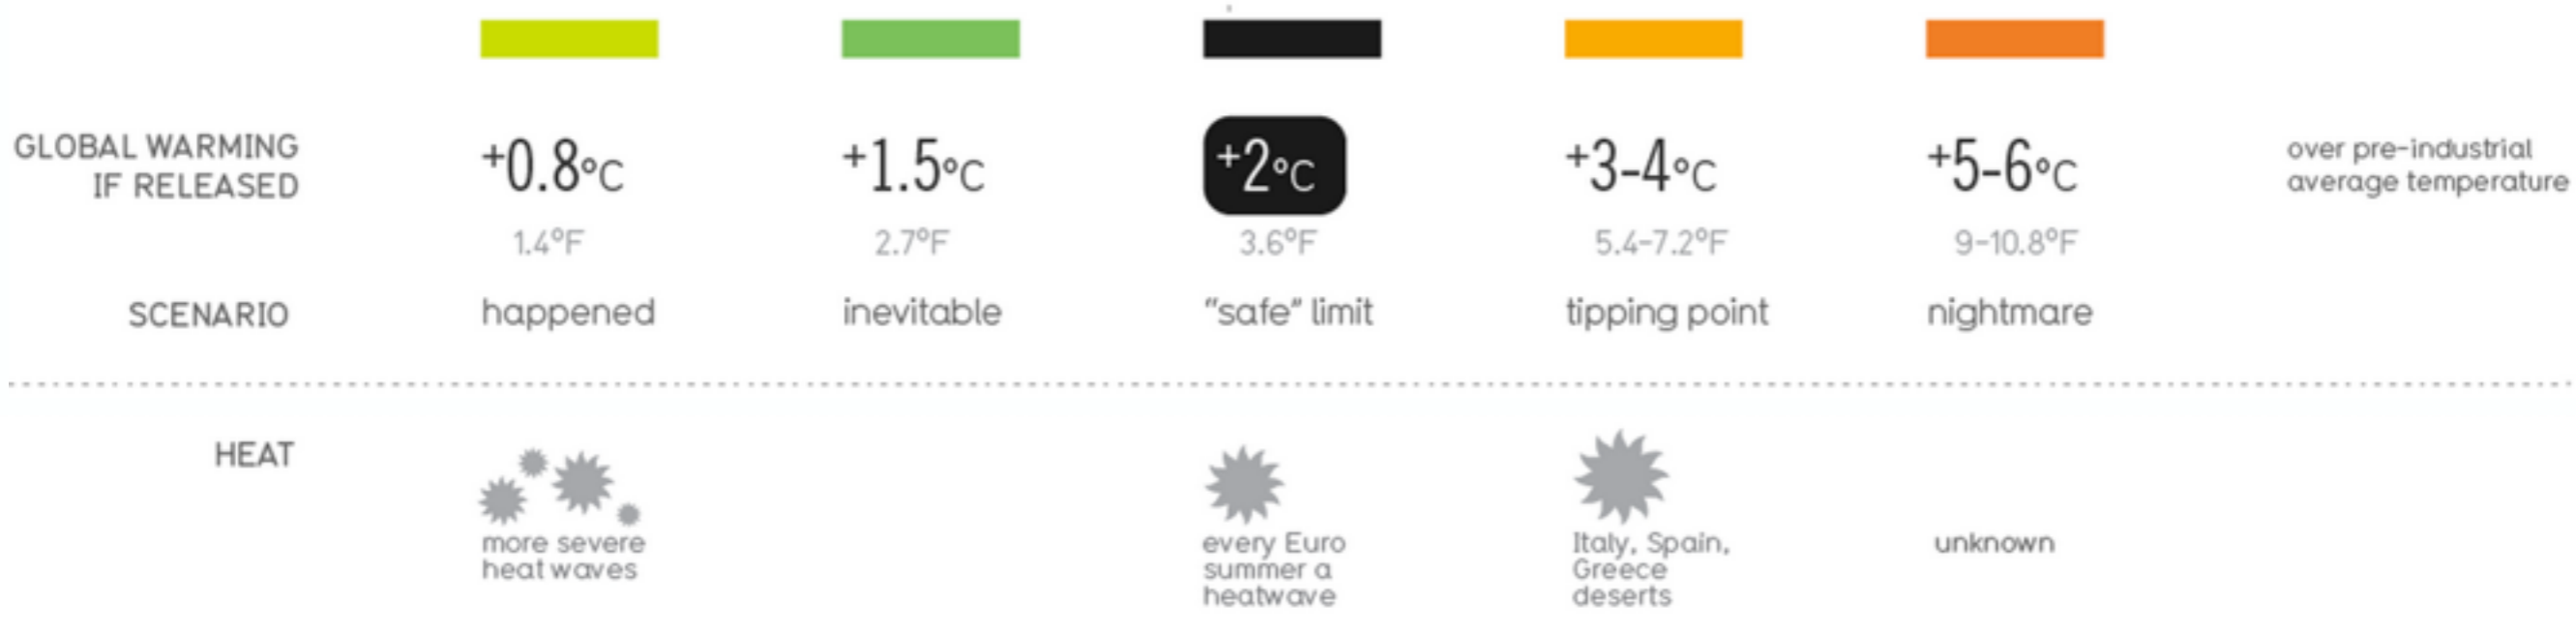 GLOBAL WARMING
IF RELEASED
+0.8°C
+1.5°C
+2°C
+3-4°C
+5-6°C
over pre-industrial
average temperature
1.4°F
2.7°F
3.6°F
5.4-7.2°F
9-10.8°F
SCENARIO
happened
inevitable
"safe" limit
tipping point
nightmare
HEAT
more severe
heat waves
every Euro
summer a
heatwave
Italy, Spain,
Greece
deserts
unknown